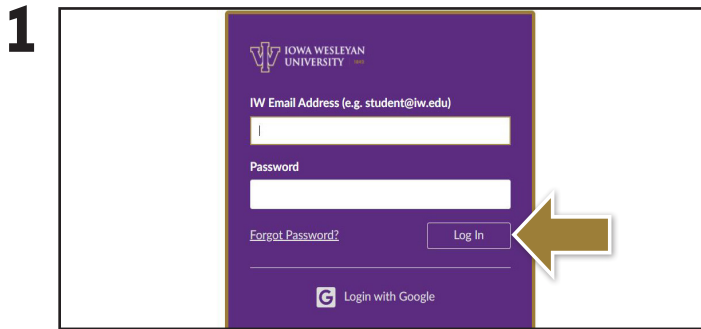 1
IOWA WESLEYAN
UNIVERSITY
IW Email Address (e.g. student@iw.edu)
Password
Forgot Password?
Log In
G Login with Google